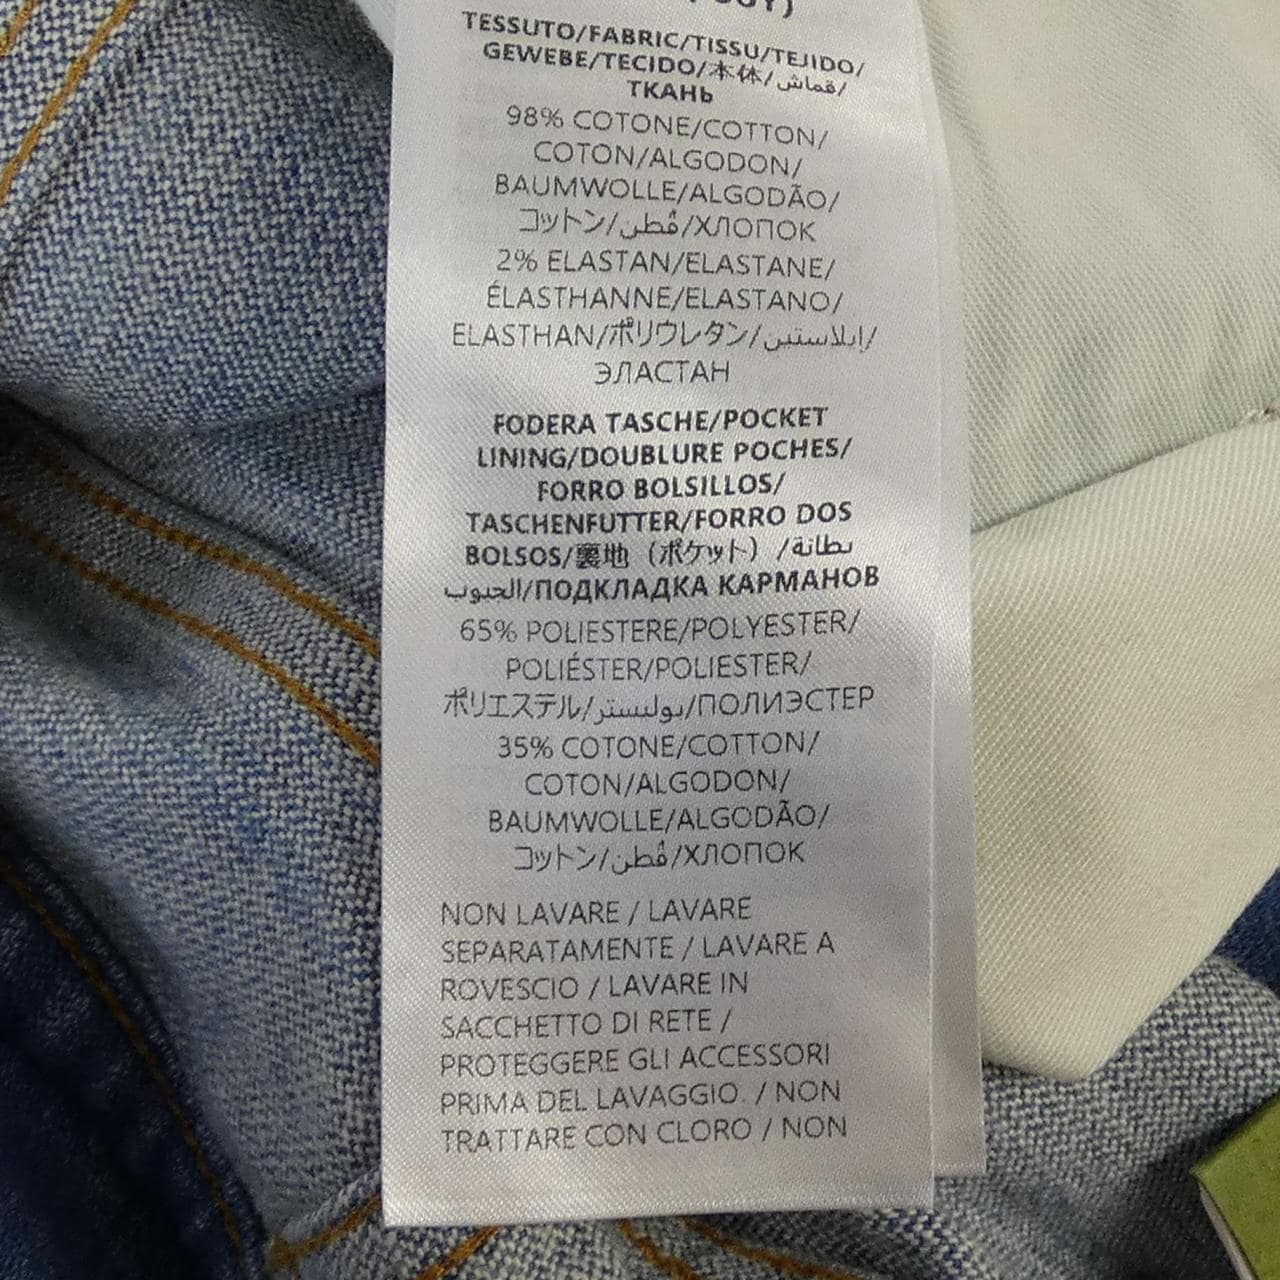 TESSUTO/FABRIC/TISSU/TEJIDO/
GEWEBE/TECIDO/本体/قماش/
ТКАНЬ
98% COTONE/COTTON/
COTON/ALGODON/
BAUMWOLLE/ALGODÃO/
コットン/قُطن/ХЛОПОК
2% ELASTAN/ELASTANE/
ÉLASTHANNE/ELASTANO/
ELASTHAN/ポリウレタン/إيلاستين/
ЭЛАСТАН
FODERA TASCHE/POCKET
LINING/DOUBLURE POCHES/
FORRO BOLSILLOS/
TASCHENFUTTER/FORRO DOS
BOLSOS/裏地（ポケット）/بطانة
الجيوب/ПОДКЛАДКА КАРМАНОВ
65% POLIESTERE/POLYESTER/
POLIÉSTER/POLIESTER/
ポリエステル/بوليستر/ПОЛИЭСТЕР
35% COTONE/COTTON/
COTON/ALGODON/
BAUMWOLLE/ALGODÃO/
コットン/قُطن/ХЛОПОК
NON LAVARE / LAVARE
SEPARATAMENTE / LAVARE A
ROVESCIO / LAVARE IN
SACCHETTO DI RETE /
PROTEGGERE GLI ACCESSORI
PRIMA DEL LAVAGGIO. / NON
TRATTARE CON CLORO / NON